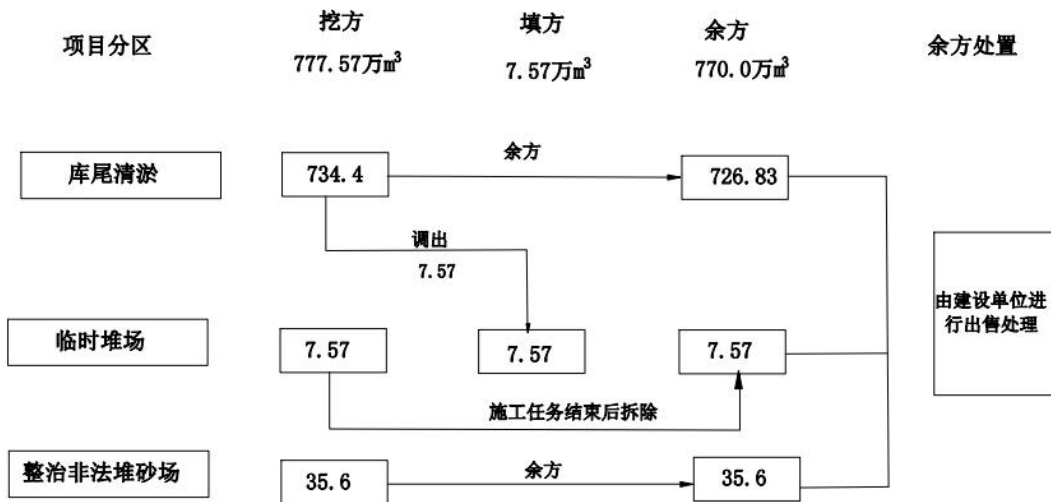 项目分区
挖方
777.57万m³
填方
7.57万m³
余方
770.0万m³
余方处置
库尾清淤
734.4
余方
726.83
调出
7.57
由建设单位进
行出售处理
临时堆场
7.57
7.57
7.57
施工任务结束后拆除
整治非法堆砂场
35.6
余方
35.6